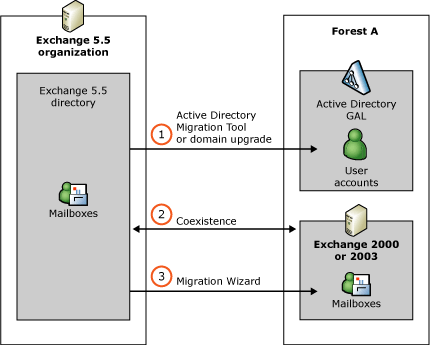 Exchange 5.5
organization
Exchange 5.5
directory
Mailboxes
1
Active Directory
Migration Tool
or domain upgrade
2
Coexistence
3
Migration Wizard
Forest A
Active Directory
GAL
User
accounts
Exchange 2000
or 2003
Mailboxes